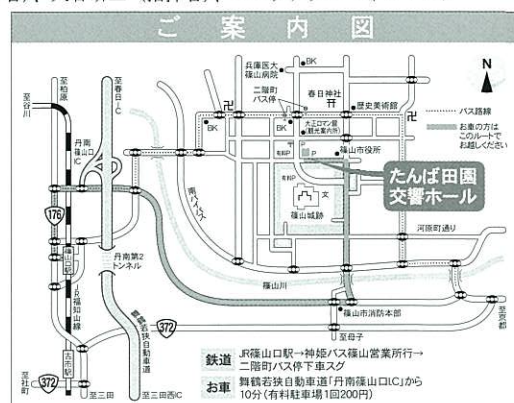 ご案内図
至谷川
至柏原
至春日IC
兵庫医大
篠山病院
BK
二階町
バス停
春日神社
歴史美術館
N
BK
BK
大正ロマン館
(観光案内所)
バス路線
お車の方は
このルートで
お越しください
丹南
篠山口
IC
有料P
P
篠山市役所
たんば田園
交響ホール
有料P
文
篠山城跡
176
南バイパス
河原町通り
篠山口駅
丹南第2
トンネル
JR福知山線
篠山川
舞鶴若狭自動車道
372
篠山市消防本部
至京都
至母子
古市駅
至社町
372
至三田
至三田西IC
鉄道 JR篠山口駅→神姫バス篠山営業所行→
二階町バス停下車スグ
お車 舞鶴若狭自動車道「丹南篠山口I.C」から
10分(有料駐車場1回200円)